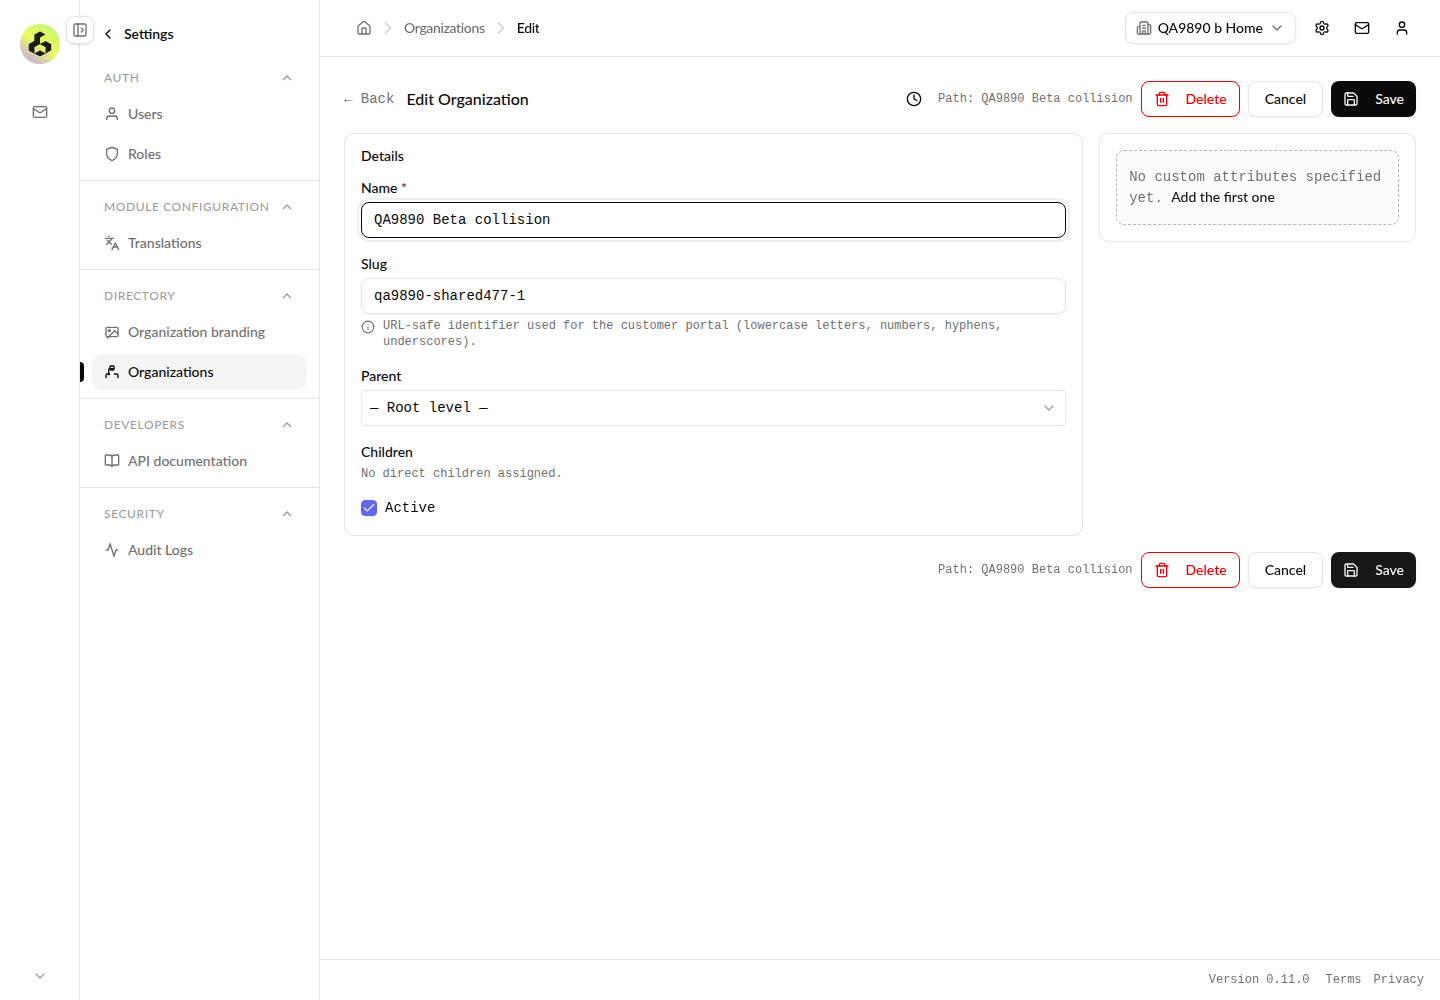 Settings
AUTH
Users
Roles
MODULE CONFIGURATION
Translations
DIRECTORY
Organization branding
Organizations
DEVELOPERS
API documentation
SECURITY
Audit Logs
Organizations
Edit
QA9890 b Home
← Back
Edit Organization
Path: QA9890 Beta collision
Delete
Cancel
Save
Details
Name *
QA9890 Beta collision
Slug
qa9890-shared477-1
URL-safe identifier used for the customer portal (lowercase letters, numbers, hyphens,
underscores).
Parent
— Root level —
Children
No direct children assigned.
Active
No custom attributes specified
yet. Add the first one
Path: QA9890 Beta collision
Delete
Cancel
Save
Version 0.11.0
Terms
Privacy